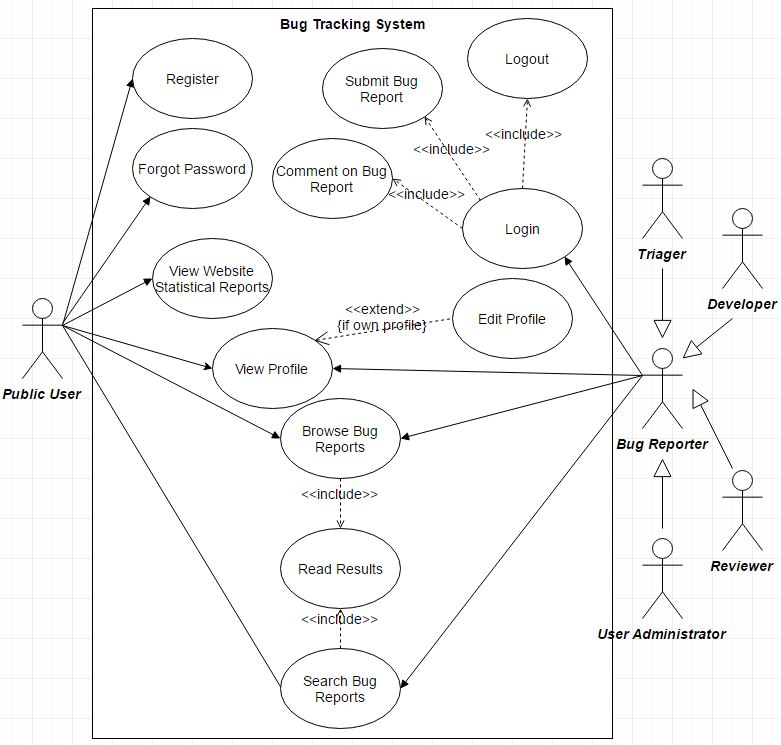 Bug Tracking System
Register
Submit Bug
Report
Logout
<<include>>
<<include>>
Forgot Password
Comment on Bug
Report
<<include>>
Login
Triager
View Website
Statistical Reports
Developer
<<extend>>
{if own profile}
Edit Profile
Public User
View Profile
Browse Bug
Reports
Bug Reporter
<<include>>
Read Results
Reviewer
<<include>>
User Administrator
Search Bug
Reports